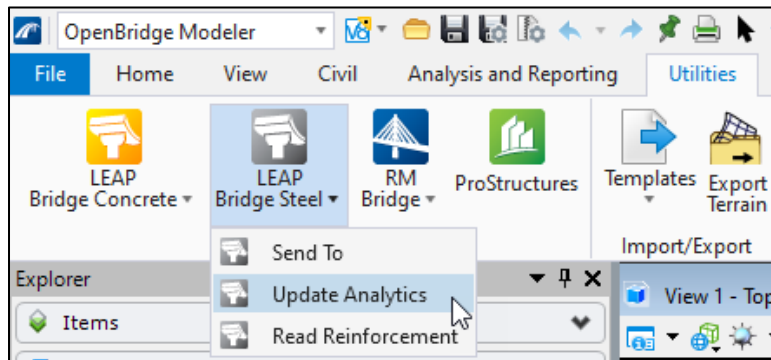 OpenBridge Modeler
File Home View Civil Analysis and Reporting Utilities
LEAP
Bridge Concrete
LEAP
Bridge Steel
RM
Bridge
ProStructures
Templates
Export
Terrain
Import/Export
Send To
Update Analytics
Read Reinforcement
Explorer
Items
View 1 - Top